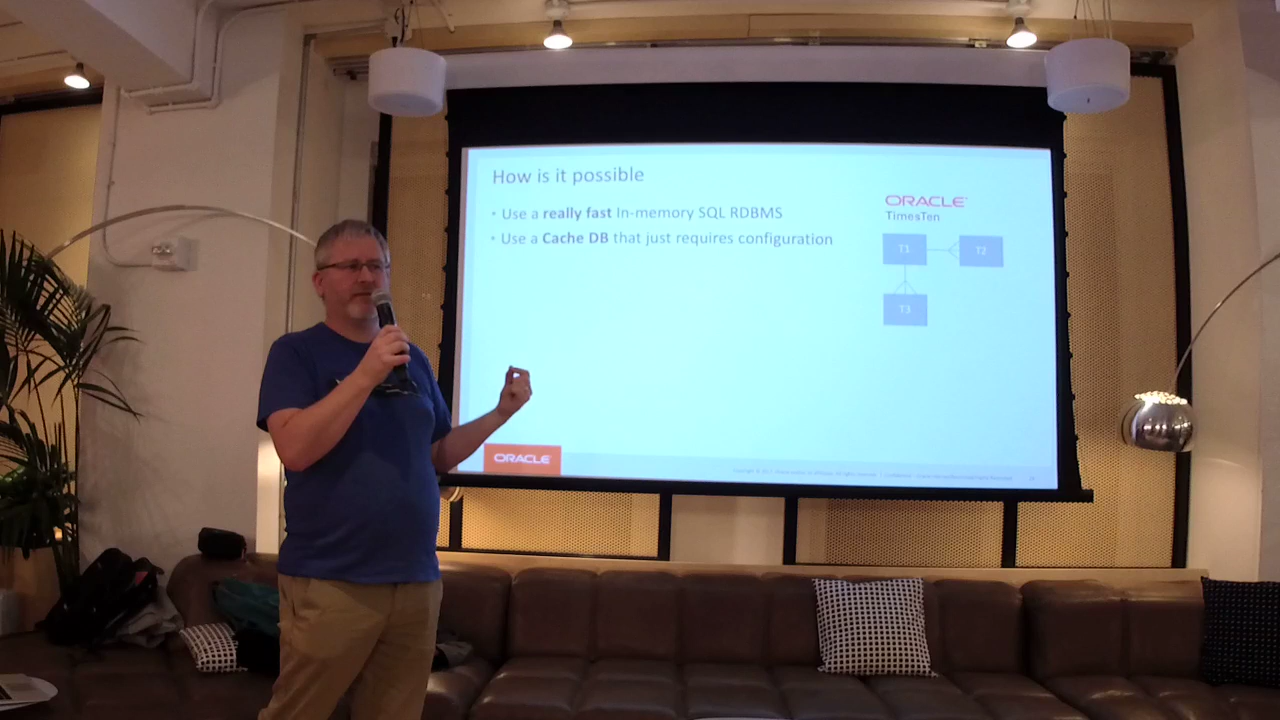 How is it possible
• Use a really fast In-memory SQL RDBMS
• Use a Cache DB that just requires configuration
ORACLE
TimesTen
T1
T2
T3
ORACLE